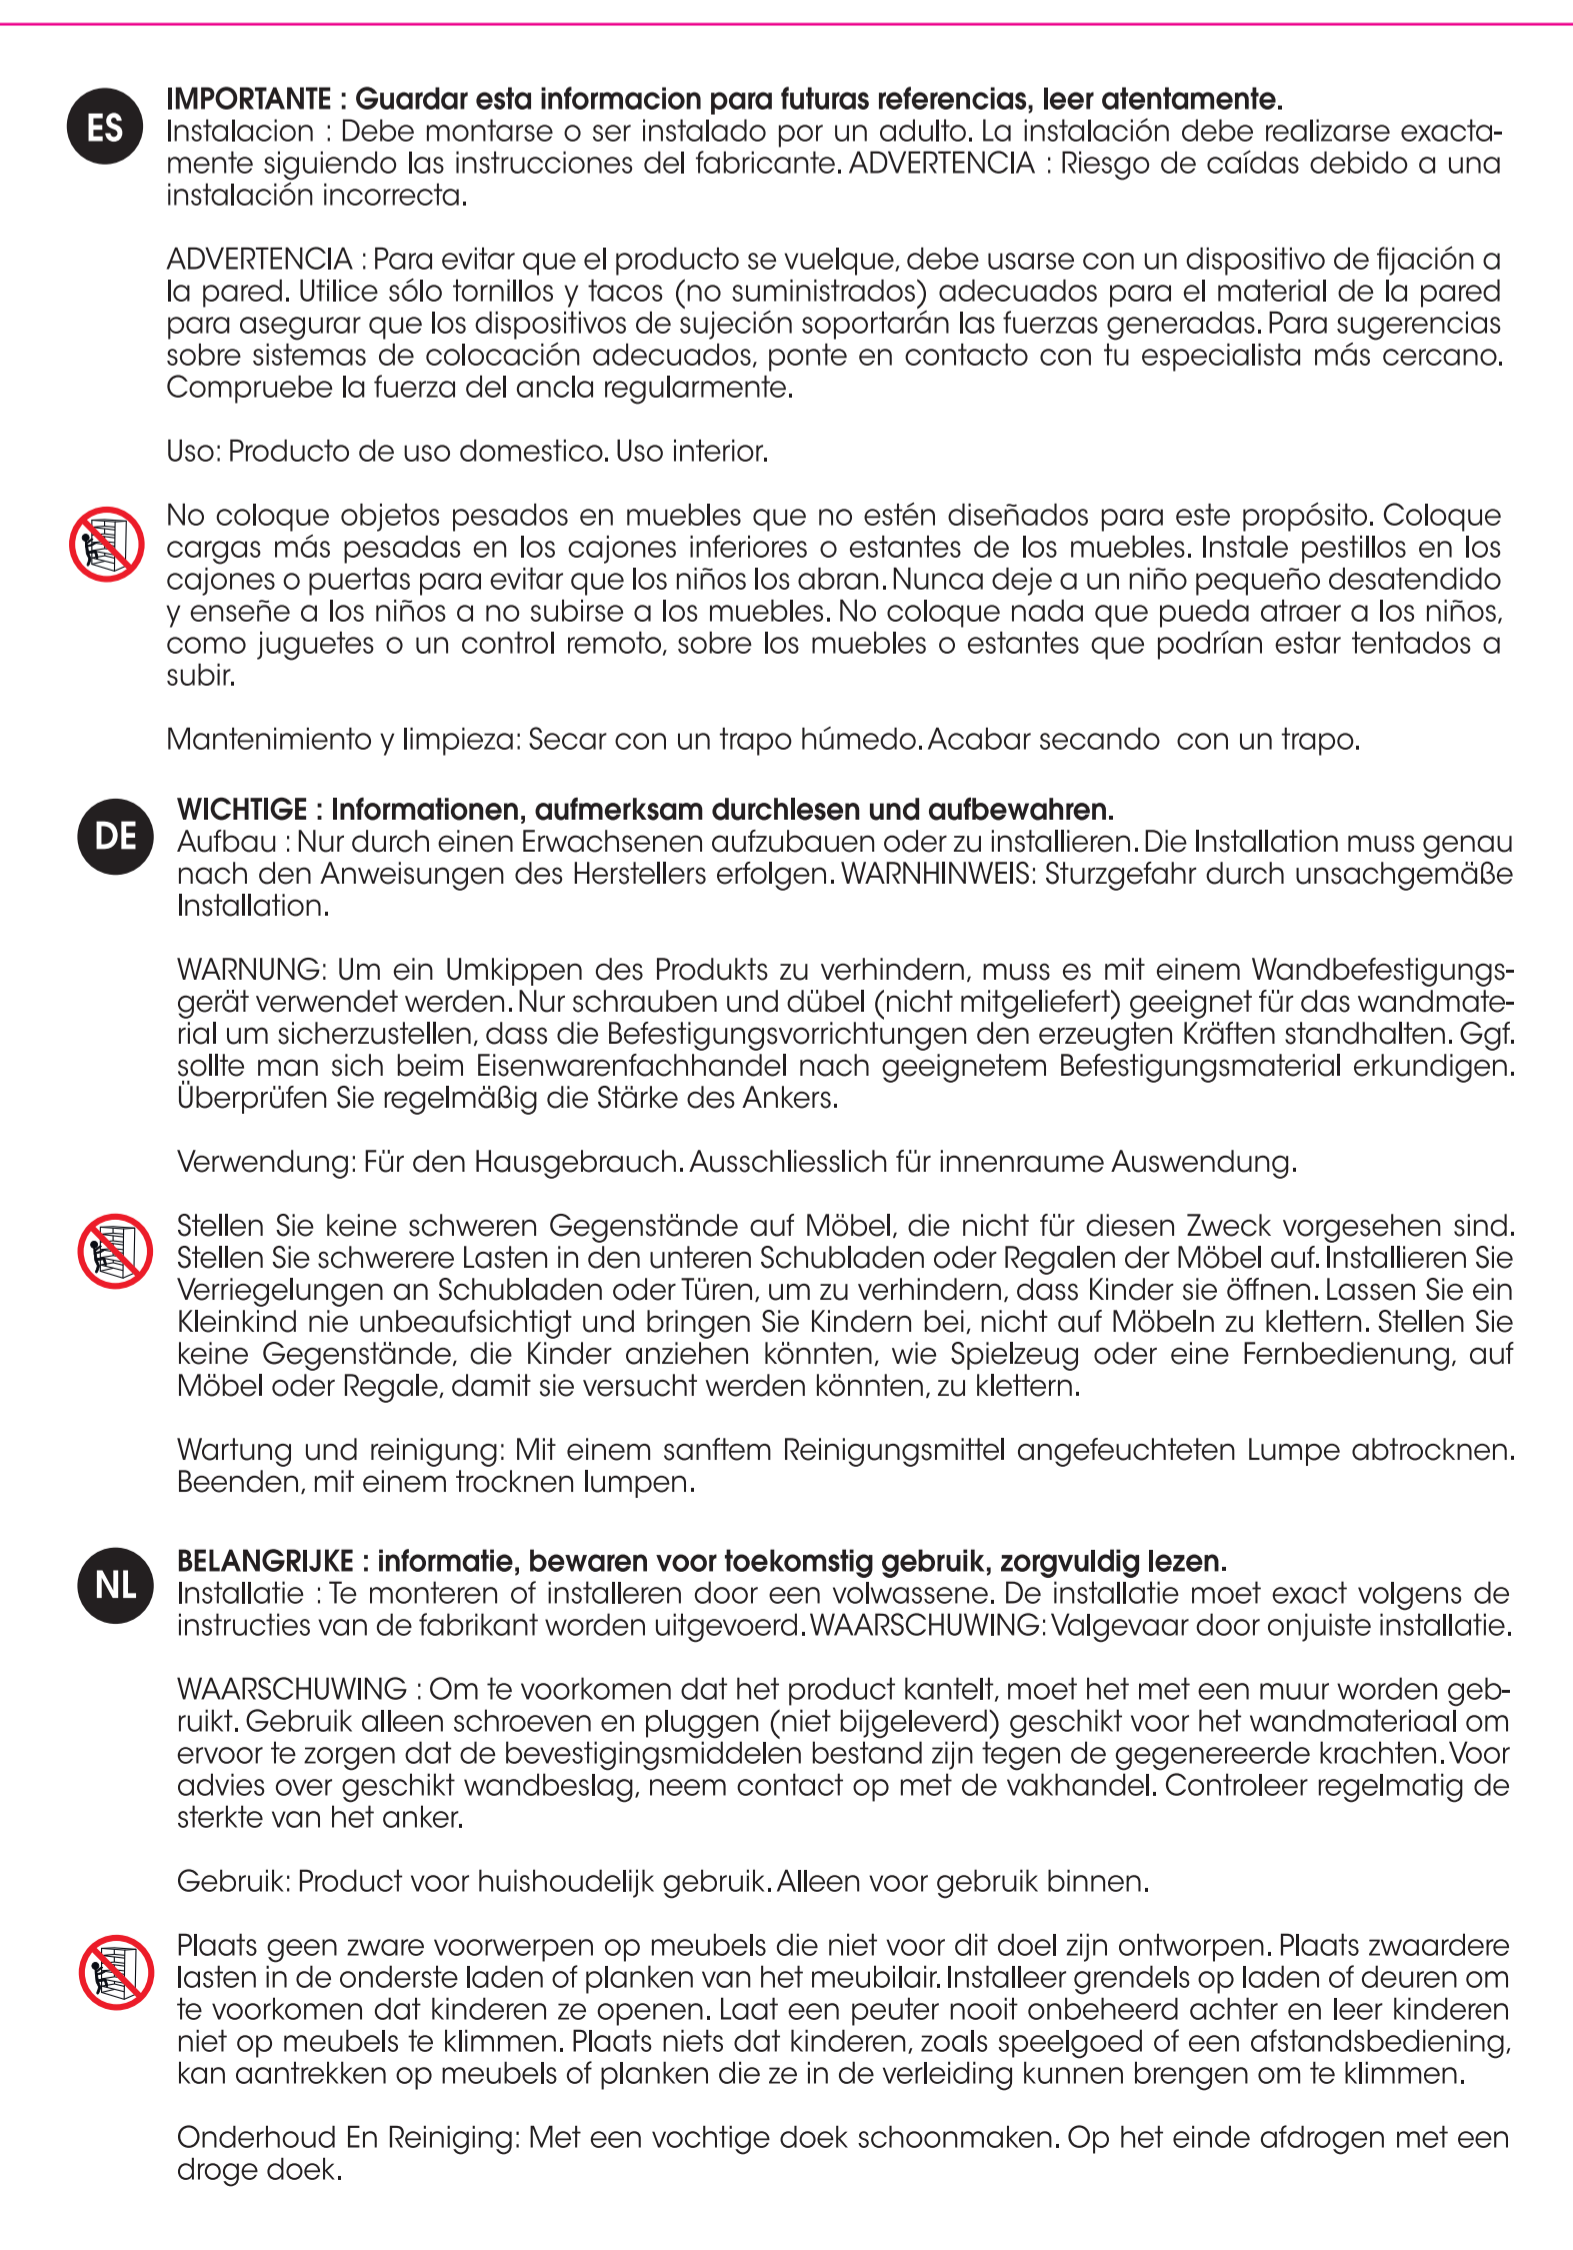 ES
IMPORTANTE : Guardar esta informacion para futuras referencias, leer atentamente.
Instalacion : Debe montarse o ser instalado por un adulto. La instalación debe realizarse exacta-
mente siguiendo las instrucciones del fabricante. ADVERTENCIA : Riesgo de caídas debido a una
instalación incorrecta.
ADVERTENCIA : Para evitar que el producto se vuelque, debe usarse con un dispositivo de fijación a
la pared. Utilice sólo tornillos y tacos (no suministrados) adecuados para el material de la pared
para asegurar que los dispositivos de sujeción soportarán las fuerzas generadas. Para sugerencias
sobre sistemas de colocación adecuados, ponte en contacto con tu especialista más cercano.
Compruebe la fuerza del ancla regularmente.
Uso: Producto de uso domestico. Uso interior.
No coloque objetos pesados en muebles que no estén diseñados para este propósito. Coloque
cargas más pesadas en los cajones inferiores o estantes de los muebles. Instale pestillos en los
cajones o puertas para evitar que los niños los abran. Nunca deje a un niño pequeño desatendido
y enseñe a los niños a no subirse a los muebles. No coloque nada que pueda atraer a los niños,
como juguetes o un control remoto, sobre los muebles o estantes que podrían estar tentados a
subir.
Mantenimiento y limpieza: Secar con un trapo húmedo. Acabar secando con un trapo.
DE
WICHTIGE : Informationen, aufmerksam durchlesen und aufbewahren.
Aufbau : Nur durch einen Erwachsenen aufzubauen oder zu installieren. Die Installation muss genau
nach den Anweisungen des Herstellers erfolgen. WARNHINWEIS: Sturzgefahr durch unsachgemäße
Installation.
WARNUNG: Um ein Umkippen des Produkts zu verhindern, muss es mit einem Wandbefestigungs-
gerät verwendet werden. Nur schrauben und dübel (nicht mitgeliefert) geeignet für das wandmate-
rial um sicherzustellen, dass die Befestigungsvorrichtungen den erzeugten Kräften standhalten. Ggf.
sollte man sich beim Eisenwarenfachhandel nach geeignetem Befestigungsmaterial erkundigen.
Überprüfen Sie regelmäßig die Stärke des Ankers.
Verwendung: Für den Hausgebrauch. Ausschliesslich für innenraume Auswendung.
Stellen Sie keine schweren Gegenstände auf Möbel, die nicht für diesen Zweck vorgesehen sind.
Stellen Sie schwerere Lasten in den unteren Schubladen oder Regalen der Möbel auf. Installieren Sie
Verriegelungen an Schubladen oder Türen, um zu verhindern, dass Kinder sie öffnen. Lassen Sie ein
Kleinkind nie unbeaufsichtigt und bringen Sie Kindern bei, nicht auf Möbeln zu klettern. Stellen Sie
keine Gegenstände, die Kinder anziehen könnten, wie Spielzeug oder eine Fernbedienung, auf
Möbel oder Regale, damit sie versucht werden könnten, zu klettern.
Wartung und reinigung: Mit einem sanftem Reinigungsmittel angefeuchteten Lumpe abtrocknen.
Beenden, mit einem trocknen lumpen.
NL
BELANGRIJKE : informatie, bewaren voor toekomstig gebruik, zorgvuldig lezen.
Installatie : Te monteren of installeren door een volwassene. De installatie moet exact volgens de
instructies van de fabrikant worden uitgevoerd. WAARSCHUWING: Valgevaar door onjuiste installatie.
WAARSCHUWING : Om te voorkomen dat het product kantelt, moet het met een muur worden geb-
ruikt. Gebruik alleen schroeven en pluggen (niet bijgeleverd) geschikt voor het wandmateriaal om
ervoor te zorgen dat de bevestigingsmiddelen bestand zijn tegen de gegenereerde krachten. Voor
advies over geschikt wandbeslag, neem contact op met de vakhandel. Controleer regelmatig de
sterkte van het anker.
Gebruik: Product voor huishoudelijk gebruik. Alleen voor gebruik binnen.
Plaats geen zware voorwerpen op meubels die niet voor dit doel zijn ontworpen. Plaats zwaardere
lasten in de onderste laden of planken van het meubilair. Installeer grendels op laden of deuren om
te voorkomen dat kinderen ze openen. Laat een peuter nooit onbeheerd achter en leer kinderen
niet op meubels te klimmen. Plaats niets dat kinderen, zoals speelgoed of een afstandsbediening,
kan aantrekken op meubels of planken die ze in de verleiding kunnen brengen om te klimmen.
Onderhoud En Reiniging: Met een vochtige doek schoonmaken. Op het einde afdrogen met een
droge doek.